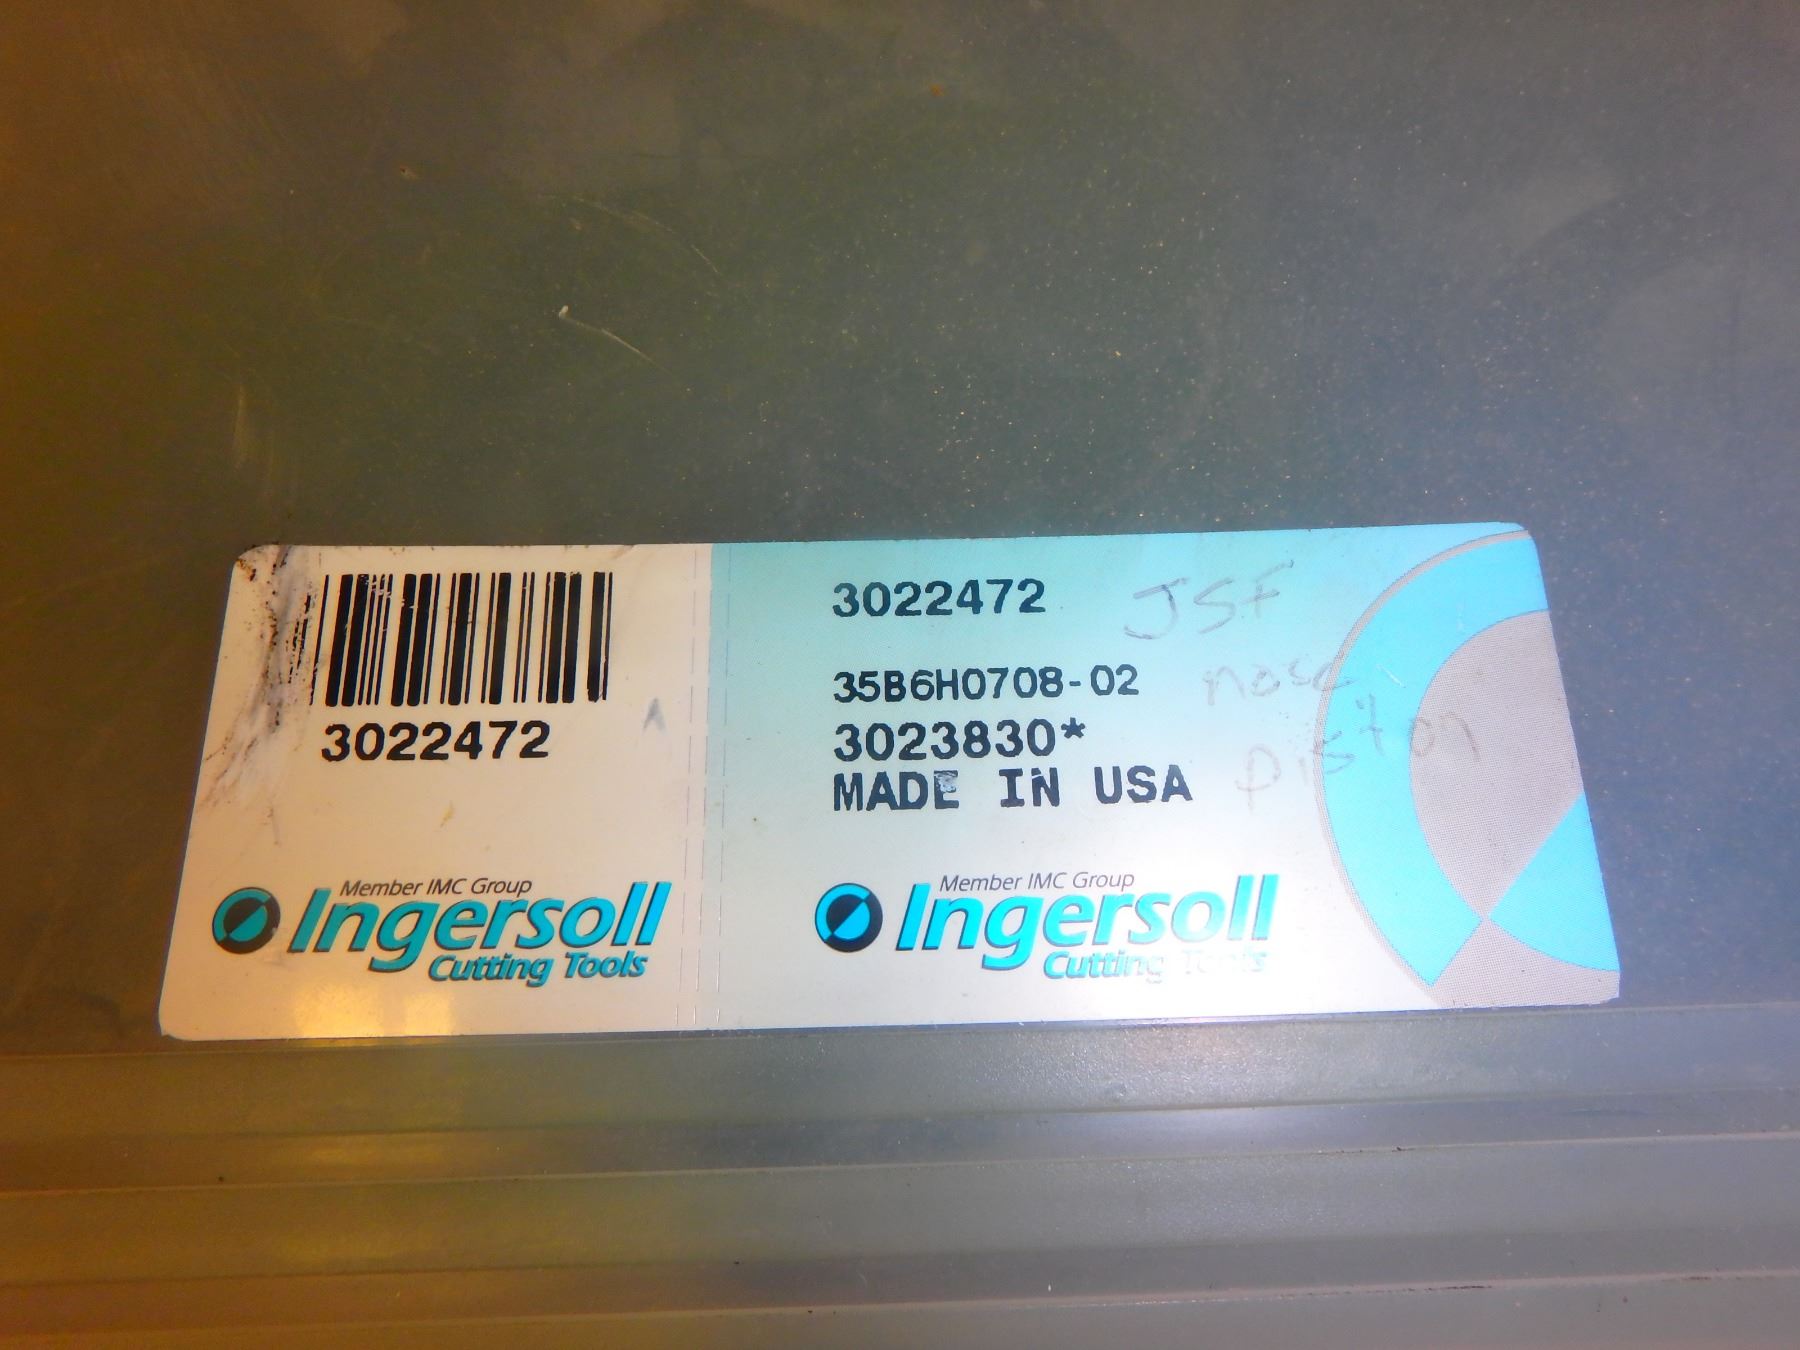 3022472
Member IMC Group
Ingersoll
Cutting Tools
3022472 JSF
35B6H0708-02 nose
3023830* piston
MADE IN USA
Member IMC Group
Ingersoll
Cutting Tools